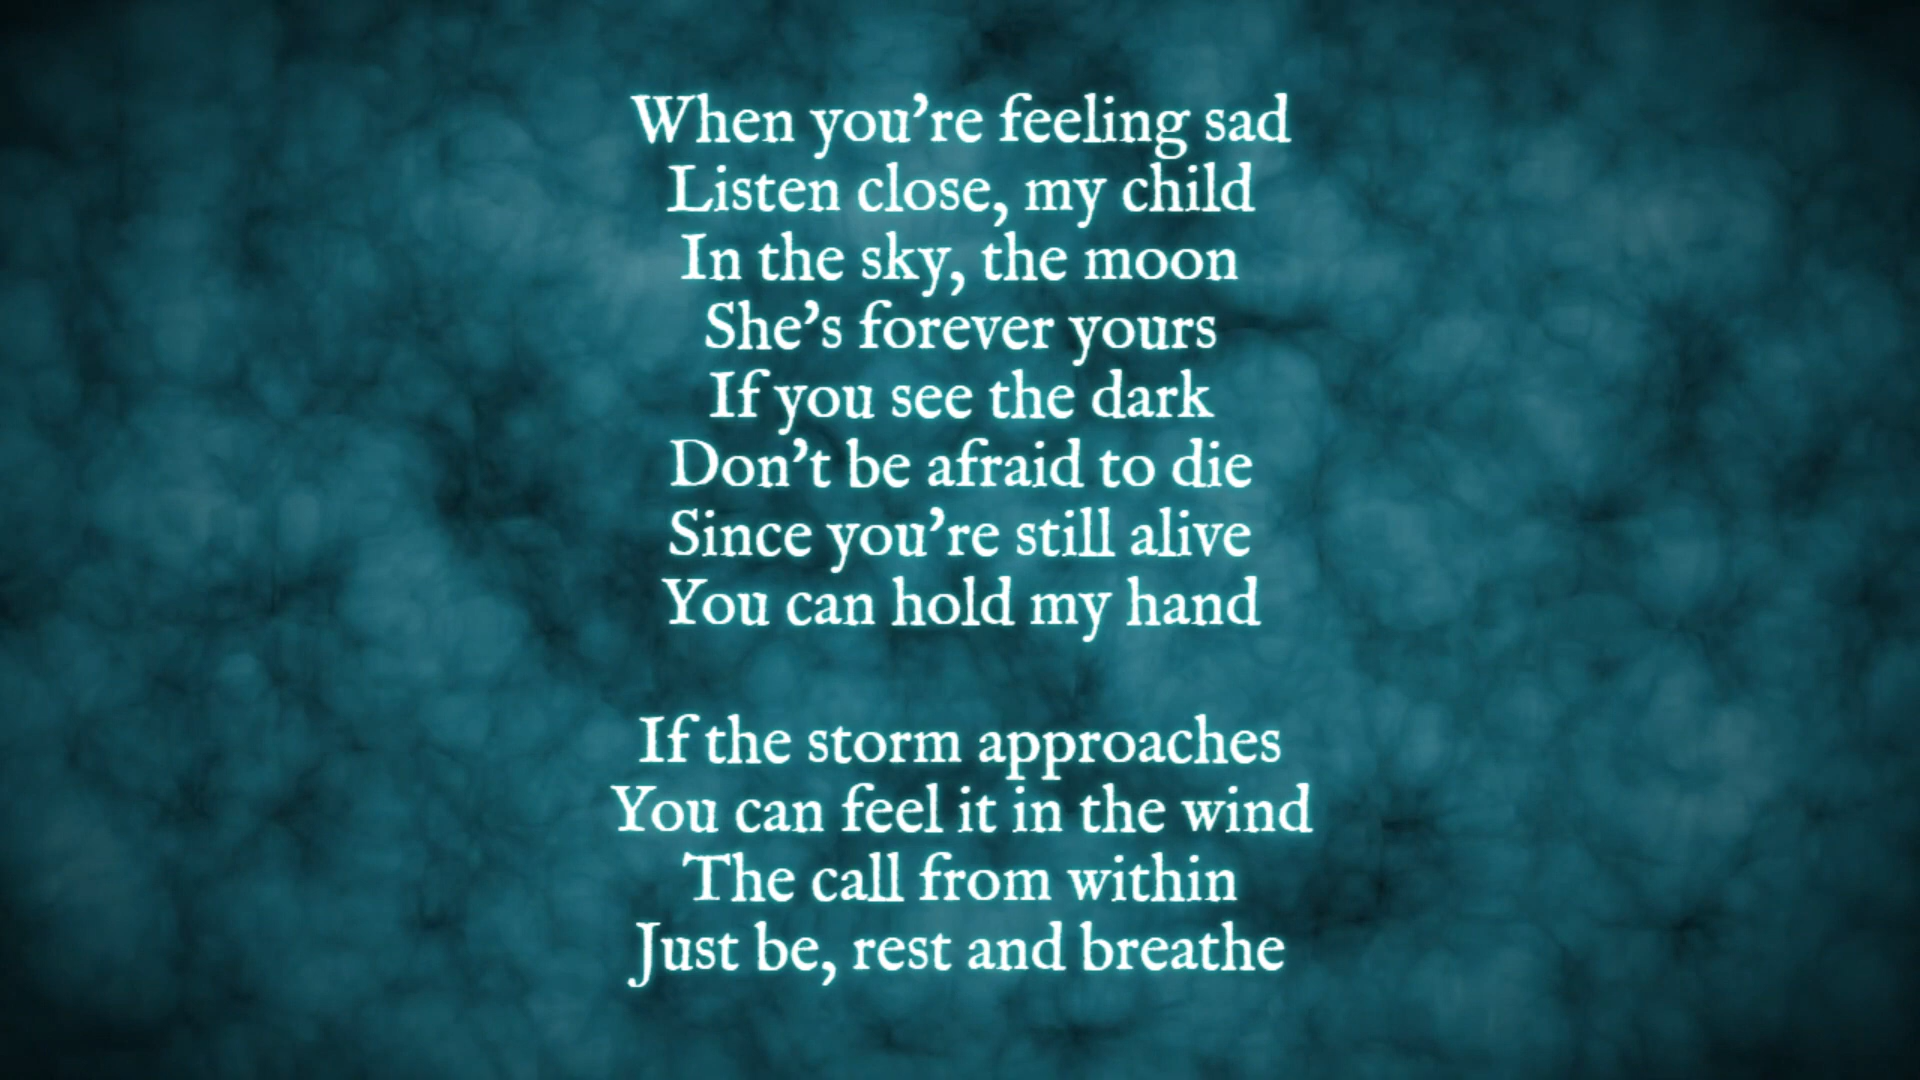 When you’re feeling sad
Listen close, my child
In the sky, the moon
She’s forever yours
If you see the dark
Don’t be afraid to die
Since you’re still alive
You can hold my hand
If the storm approaches
You can feel it in the wind
The call from within
Just be, rest and breathe